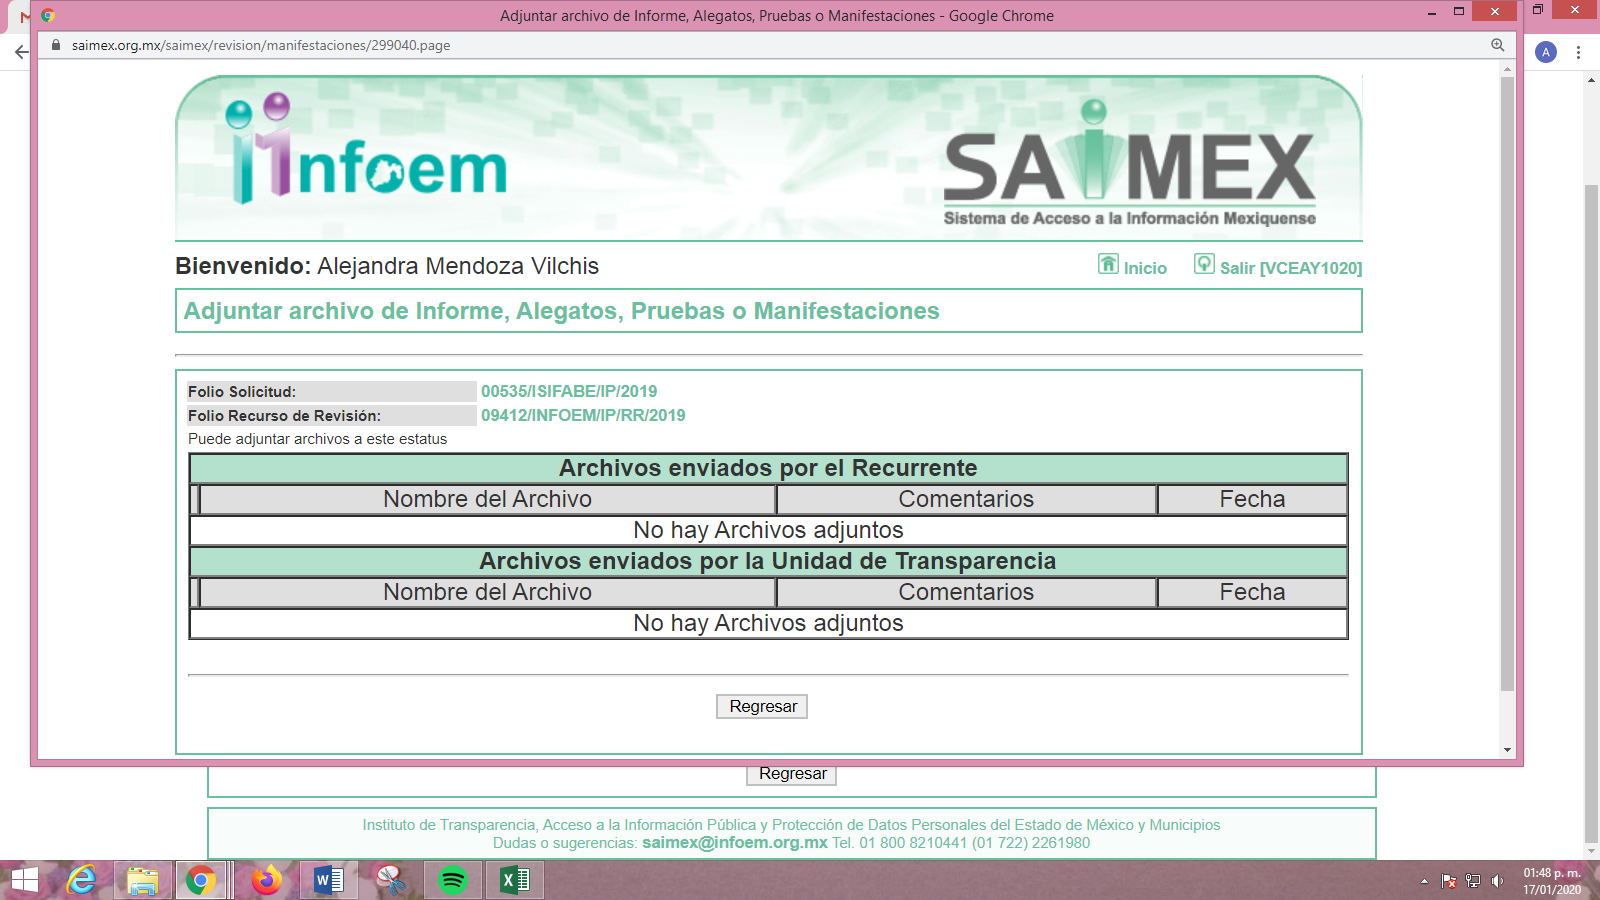 Adjuntar archivo de Informe, Alegatos, Pruebas o Manifestaciones - Google Chrome
saimex.org.mx/saimex/revision/manifestaciones/299040.page
A
infoem
SAIMEX
Sistema de Acceso a la Información Mexiquense
Bienvenido: Alejandra Mendoza Vilchis
Inicio Salir [VCEAY1020]
Adjuntar archivo de Informe, Alegatos, Pruebas o Manifestaciones
Folio Solicitud: 00535/ISIFABE/IP/2019
Folio Recurso de Revisión: 09412/INFOEM/IP/RR/2019
Puede adjuntar archivos a este estatus
Archivos enviados por el Recurrente
Nombre del Archivo Comentarios Fecha
No hay Archivos adjuntos
Archivos enviados por la Unidad de Transparencia
Nombre del Archivo Comentarios Fecha
No hay Archivos adjuntos
Regresar
Regresar
Instituto de Transparencia, Acceso a la Información Pública y Protección de Datos Personales del Estado de México y Municipios
Dudas o sugerencias: saimex@infoem.org.mx Tel. 01 800 8210441 (01 722) 2261980
01:48 p. m.
17/01/2020